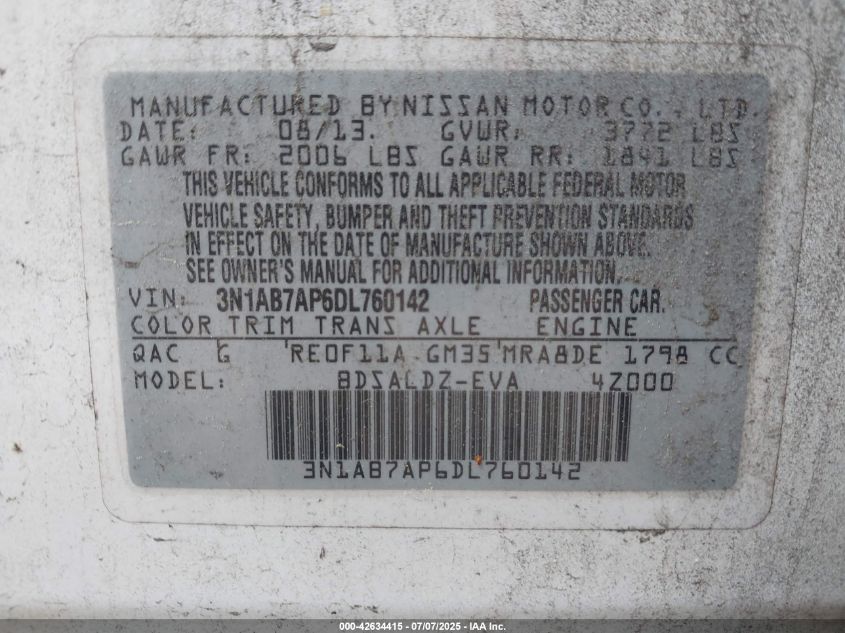 MANUFACTURED BY NISSAN MOTOR CO., LTD.
DATE: 08/13. GVWR: 3772 LBS
GAWR FR: 2006 LBS GAWR RR: 1841 LBS
THIS VEHICLE CONFORMS TO ALL APPLICABLE FEDERAL MOTOR
VEHICLE SAFETY, BUMPER AND THEFT PREVENTION STANDARDS
IN EFFECT ON THE DATE OF MANUFACTURE SHOWN ABOVE.
SEE OWNER'S MANUAL FOR ADDITIONAL INFORMATION.
VIN: 3N1AB7AP6DL760142 PASSENGER CAR.
COLOR TRIM TRANS AXLE ENGINE
QAC G RE0F11A GM35 MRA8DE 1798 CC
MODEL: BDSALDZ-EVA 4Z000
3N1AB7AP6DL760142
000-42634415 - 07/07/2025 - IAA Inc.